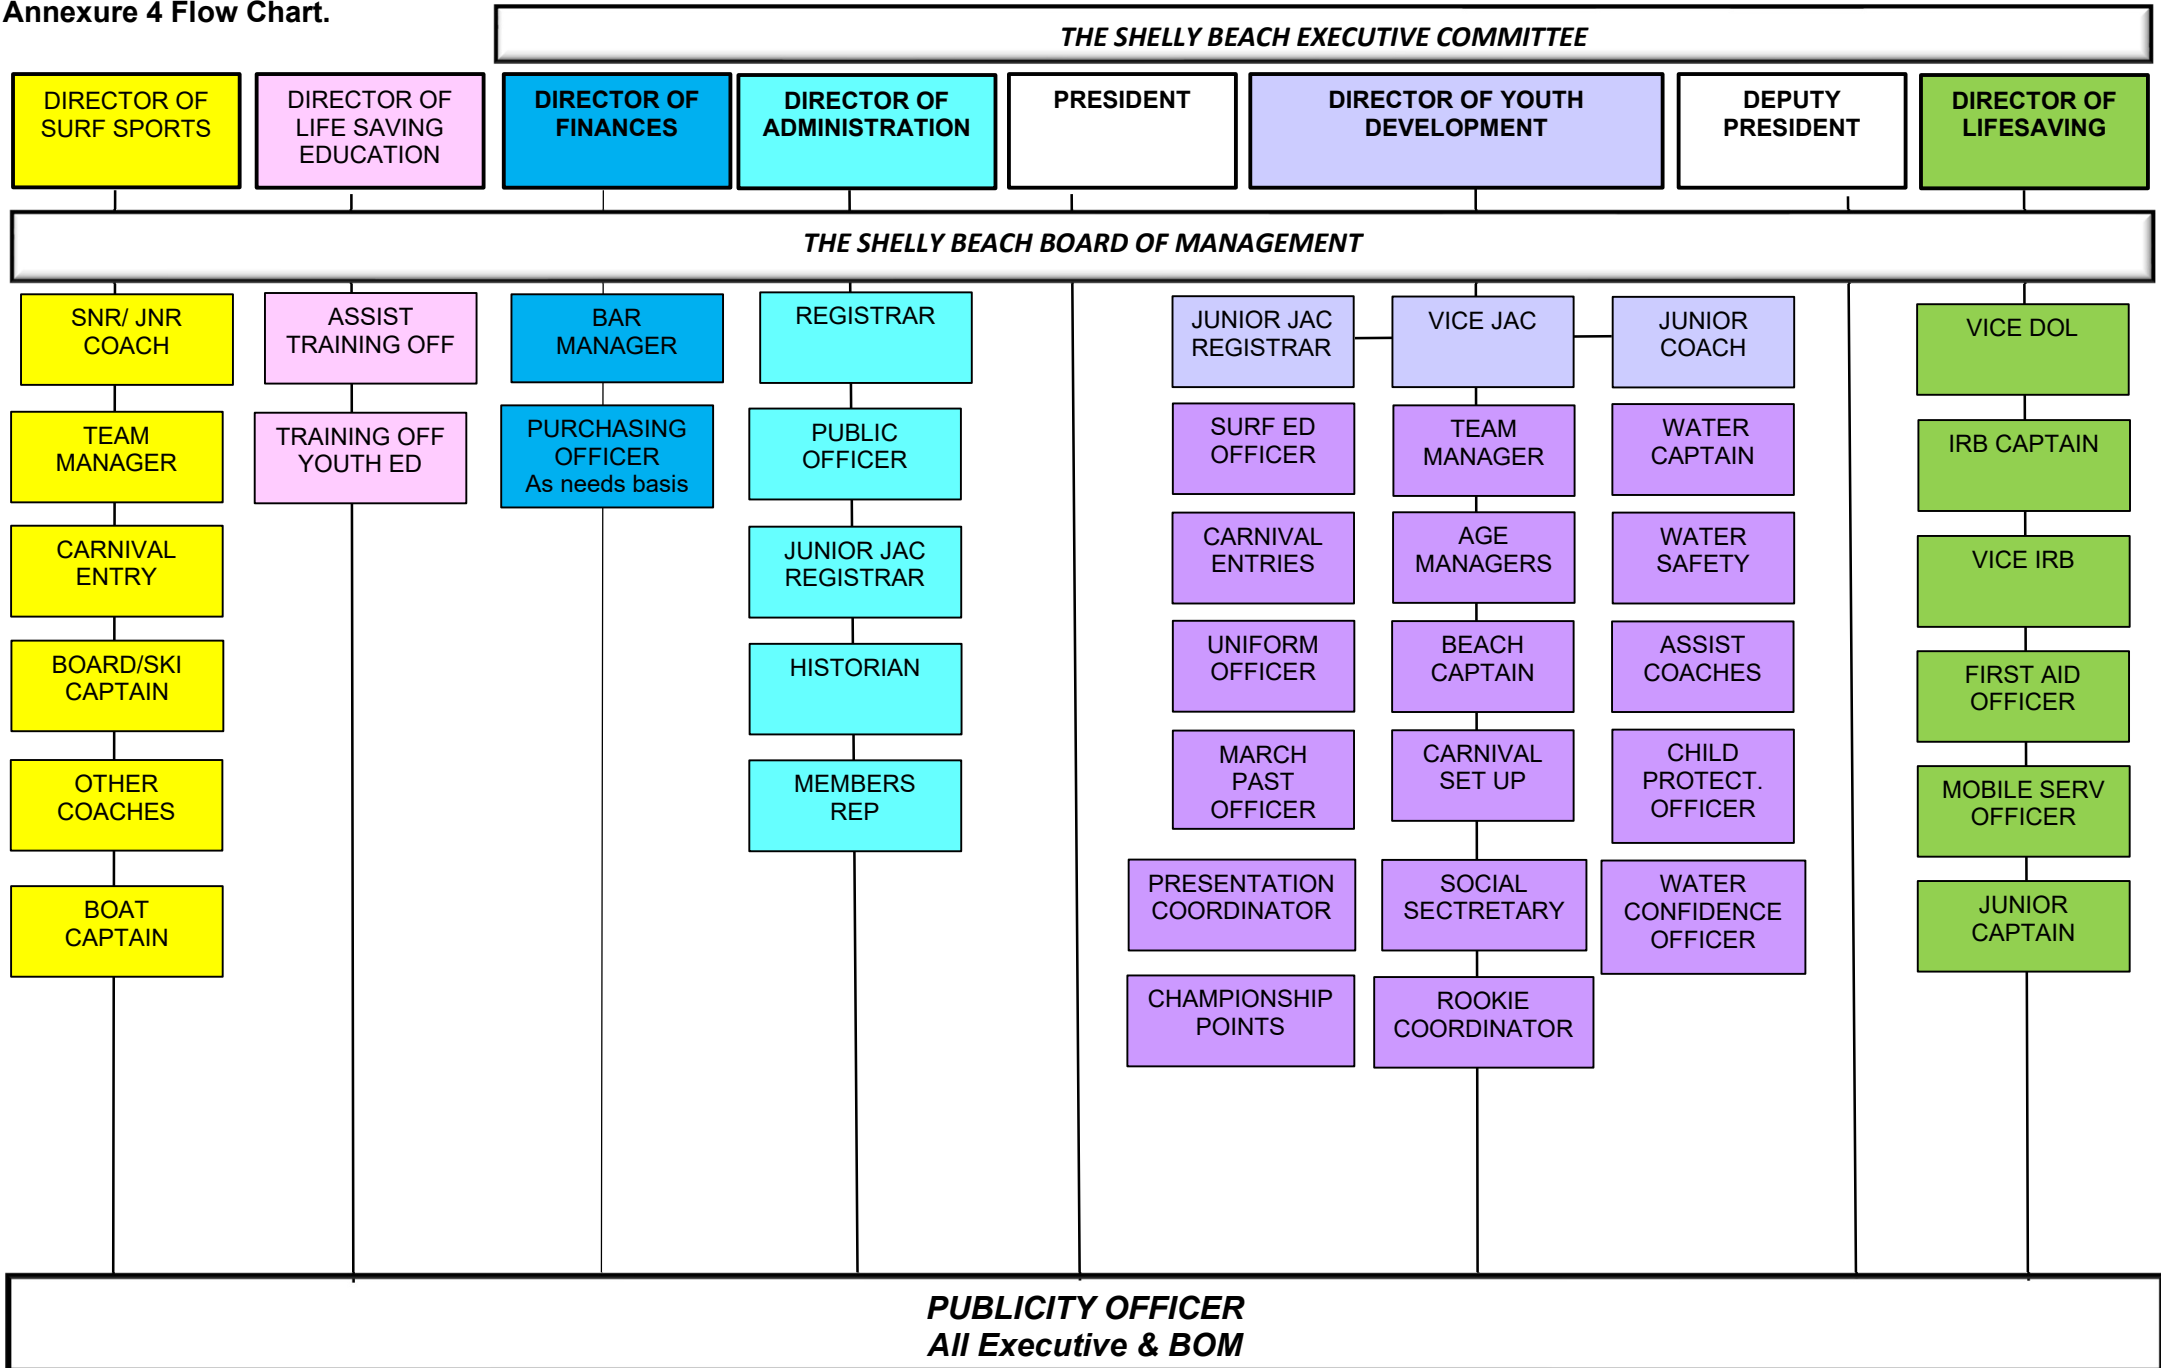 Annexure 4 Flow Chart.
THE SHELLY BEACH EXECUTIVE COMMITTEE
DIRECTOR OF
SURF SPORTS
DIRECTOR OF
LIFE SAVING
EDUCATION
DIRECTOR OF
FINANCES
DIRECTOR OF
ADMINISTRATION
PRESIDENT
DIRECTOR OF YOUTH
DEVELOPMENT
DEPUTY
PRESIDENT
DIRECTOR OF
LIFESAVING
THE SHELLY BEACH BOARD OF MANAGEMENT
SNR/ JNR
COACH
TEAM
MANAGER
CARNIVAL
ENTRY
BOARD/SKI
CAPTAIN
OTHER
COACHES
BOAT
CAPTAIN
ASSIST
TRAINING OFF
TRAINING OFF
YOUTH ED
BAR
MANAGER
PURCHASING
OFFICER
As needs basis
REGISTRAR
PUBLIC
OFFICER
JUNIOR JAC
REGISTRAR
HISTORIAN
MEMBERS
REP
JUNIOR JAC
REGISTRAR
SURF ED
OFFICER
CARNIVAL
ENTRIES
UNIFORM
OFFICER
MARCH
PAST
OFFICER
PRESENTATION
COORDINATOR
CHAMPIONSHIP
POINTS
VICE JAC
TEAM
MANAGER
AGE
MANAGERS
BEACH
CAPTAIN
CARNIVAL
SET UP
SOCIAL
SECTRETARY
ROOKIE
COORDINATOR
JUNIOR
COACH
WATER
CAPTAIN
WATER
SAFETY
ASSIST
COACHES
CHILD
PROTECT.
OFFICER
WATER
CONFIDENCE
OFFICER
VICE DOL
IRB CAPTAIN
VICE IRB
FIRST AID
OFFICER
MOBILE SERV
OFFICER
JUNIOR
CAPTAIN
PUBLICITY OFFICER
All Executive & BOM